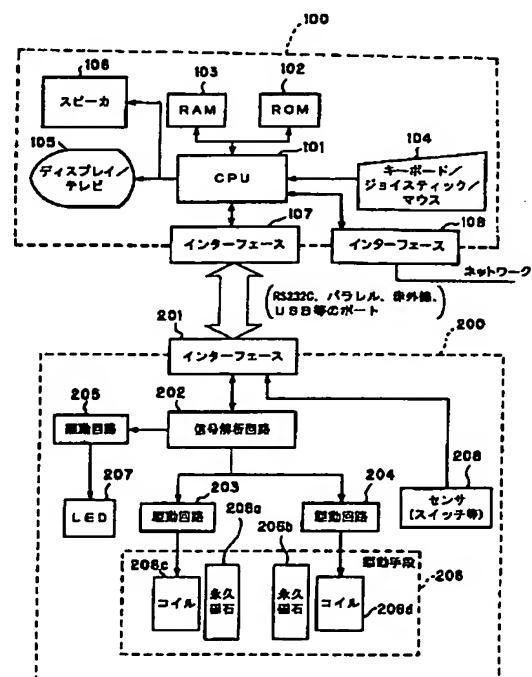 100
106
スピーカ
103
RAM
102
ROM
105
ディスプレイ/
テレビ
101
CPU
104
キーボード/
ジョイスティック/
マウス
107
インターフェース
108
インターフェース
ネットワーク
(RS232C、パラレル、赤外線、
USB等のポート)
201
インターフェース
200
205
駆動回路
202
信号解析回路
207
LED
203
駆動回路
204
駆動回路
208
センサ
(スイッチ等)
206c
コイル
206a
永久
磁石
206b
永久
磁石
コイル
206d
駆動手段
206